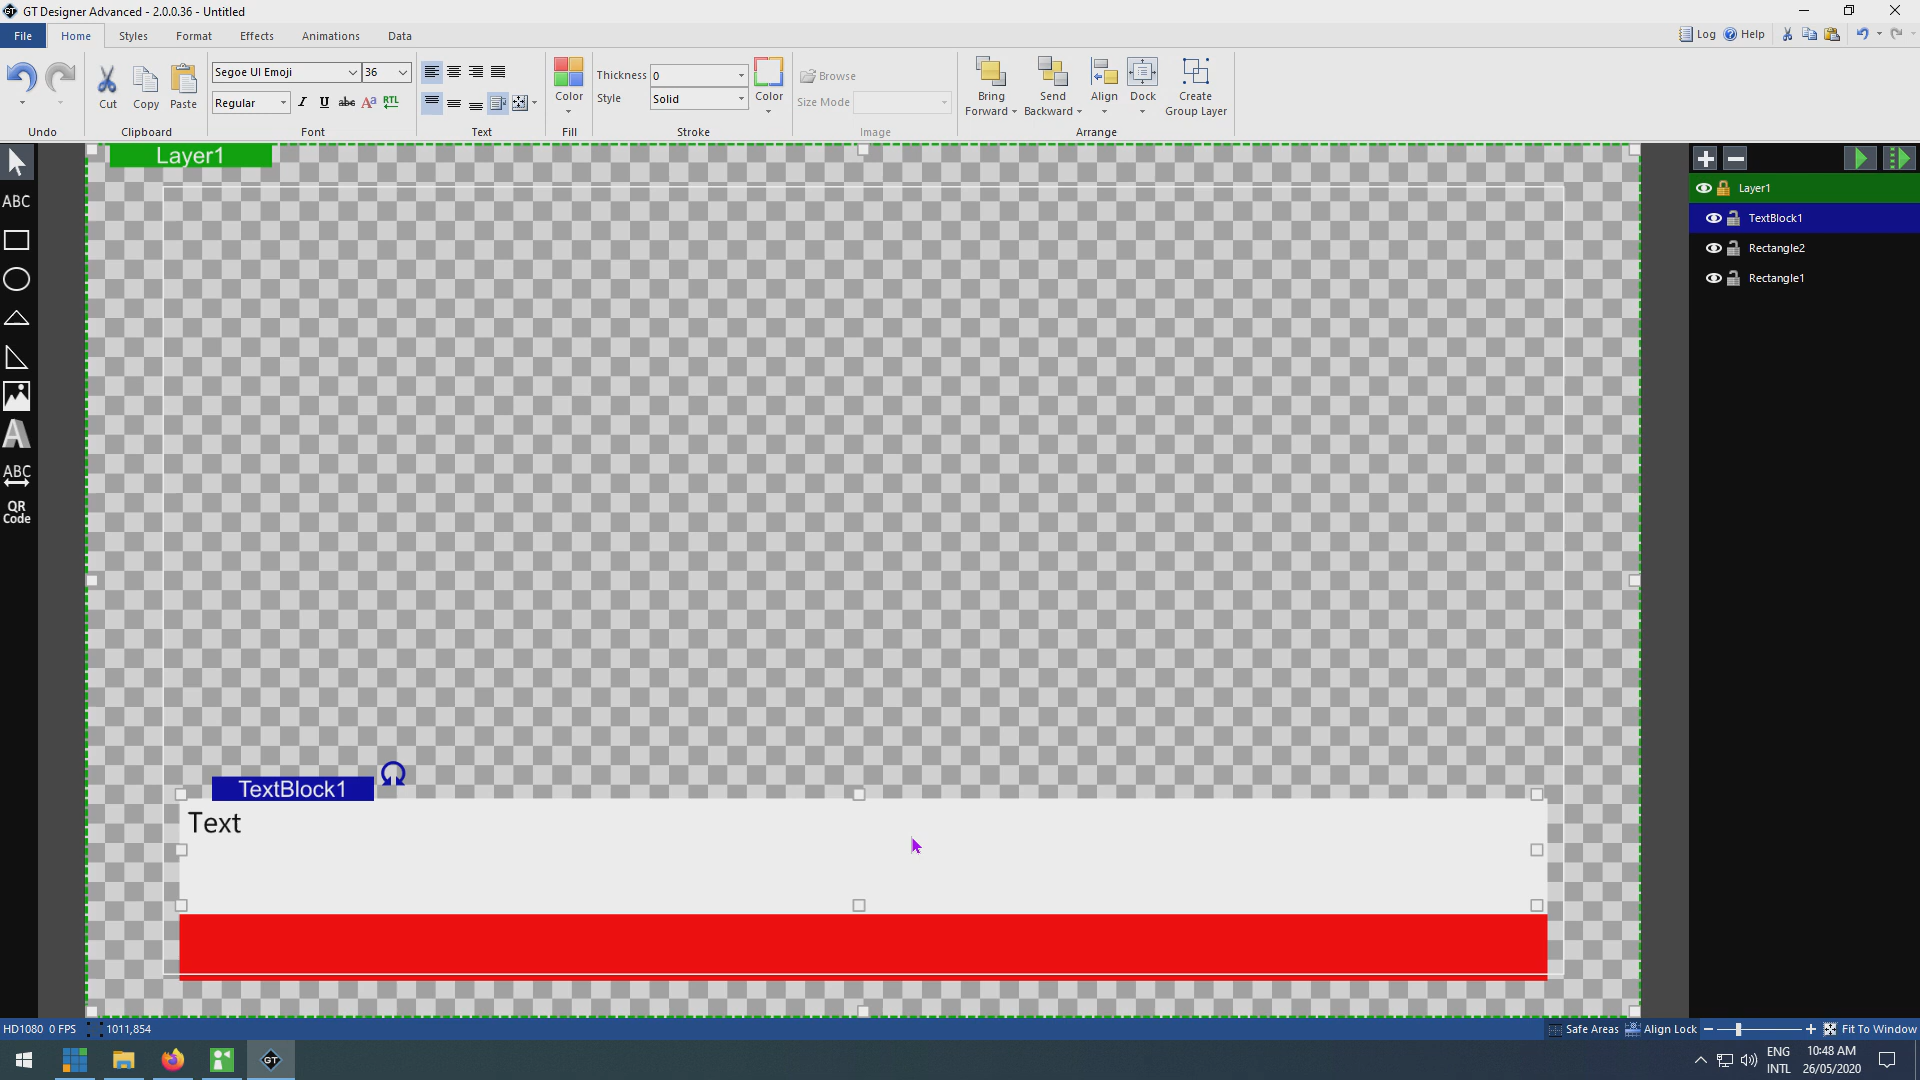 GT Designer Advanced - 2.0.0.36 - Untitled
File Home Styles Format Effects Animations Data Log Help
Segoe UI Emoji 36 Thickness 0 Browse
Regular abc Aa RTL Style Solid Size Mode
Cut Copy Paste Color Color Bring Forward Send Backward Align Dock Create Group Layer
Undo Clipboard Font Text Fill Stroke Image Arrange
Layer1
ABC
ABC
QR
Code
Layer1
TextBlock1
Rectangle2
Rectangle1
TextBlock1
Text
HD1080 0 FPS 1011,854 Safe Areas Align Lock Fit To Window
GT ENG 10:48 AM
INTL 26/05/2020